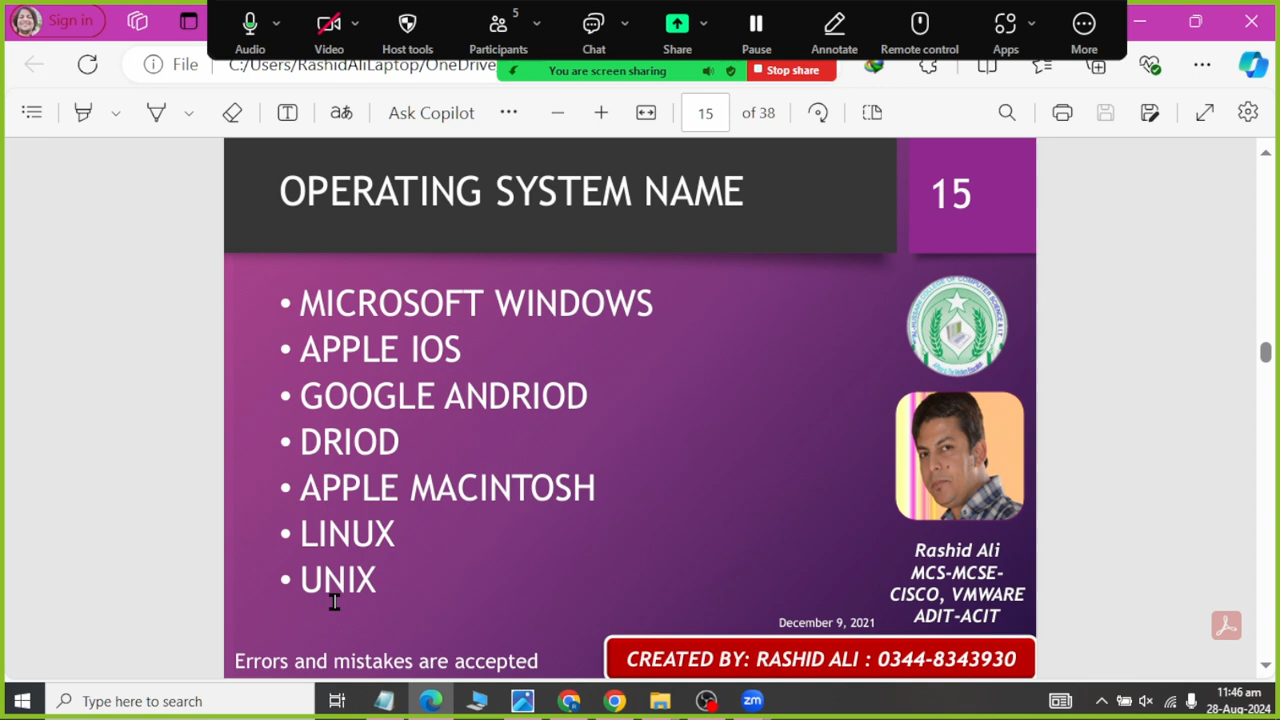 Sign in
Audio
Video
Host tools
Participants
5
Chat
Share
Pause
Annotate
Remote control
Apps
More
File
C:/Users/RashidAliLaptop/OneDrive
You are screen sharing
Stop share
Ask Copilot
15
of 38
OPERATING SYSTEM NAME
15
• MICROSOFT WINDOWS
• APPLE IOS
• GOOGLE ANDRIOD
• DRIOD
• APPLE MACINTOSH
• LINUX
• UNIX
Rashid Ali
MCS-MCSE-
CISCO, VMWARE
ADIT-ACIT
December 9, 2021
Errors and mistakes are accepted
CREATED BY: RASHID ALI : 0344-8343930
Type here to search
zm
11:46 am
28-Aug-2024